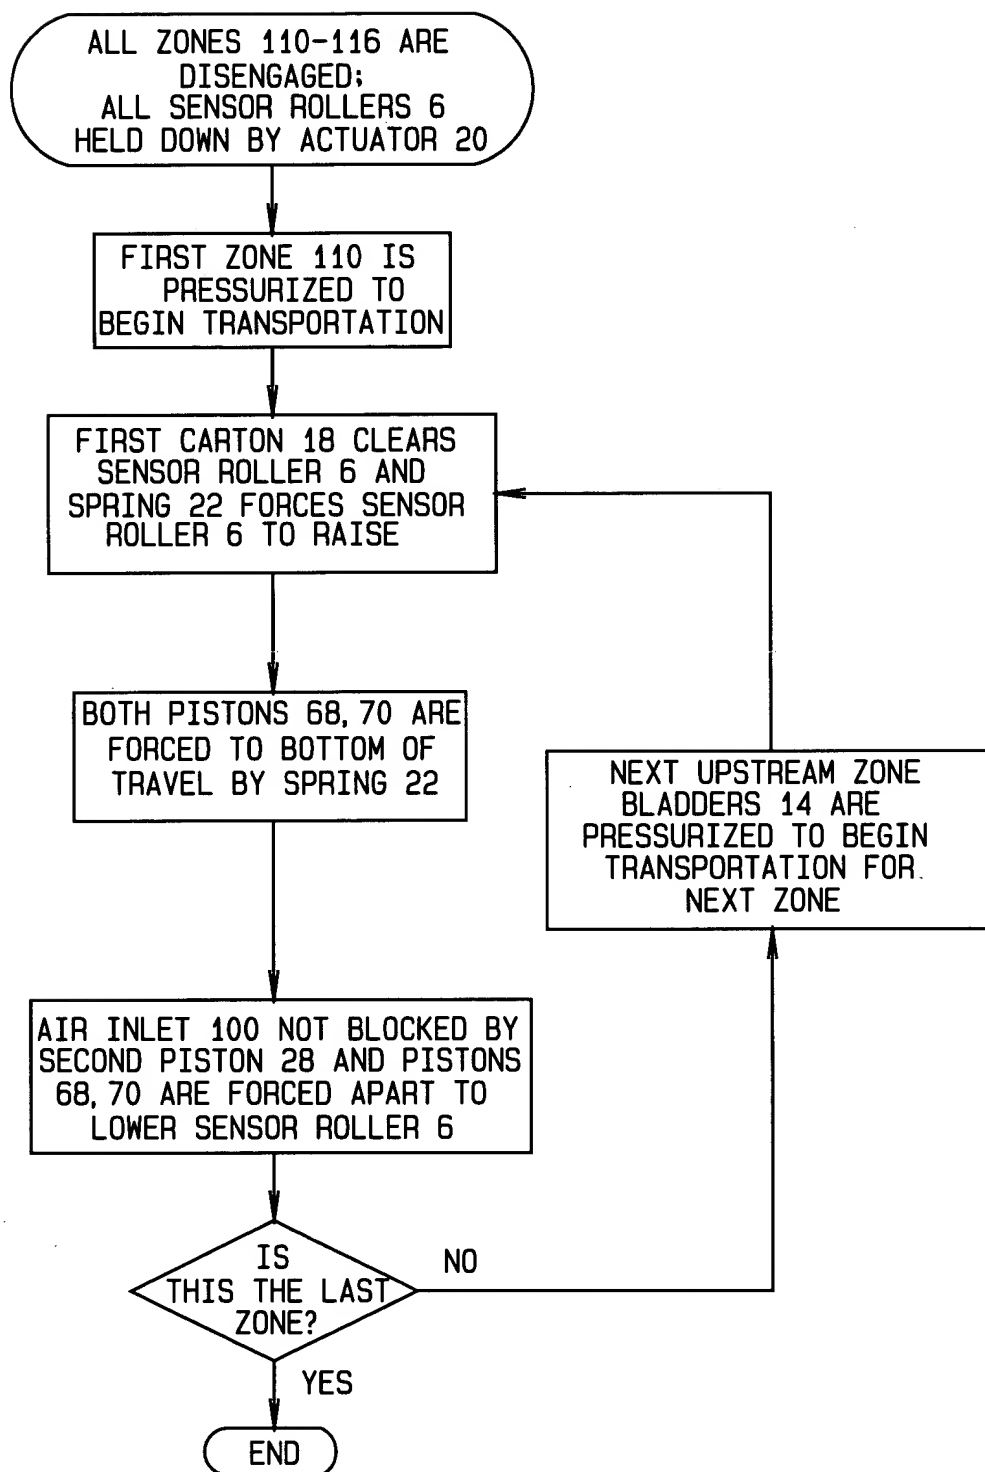 ALL ZONES 110-116 ARE
DISENGAGED;
ALL SENSOR ROLLERS 6
HELD DOWN BY ACTUATOR 20
FIRST ZONE 110 IS
PRESSURIZED TO
BEGIN TRANSPORTATION
FIRST CARTON 18 CLEARS
SENSOR ROLLER 6 AND
SPRING 22 FORCES SENSOR
ROLLER 6 TO RAISE
BOTH PISTONS 68, 70 ARE
FORCED TO BOTTOM OF
TRAVEL BY SPRING 22
NEXT UPSTREAM ZONE
BLADDERS 14 ARE
PRESSURIZED TO BEGIN
TRANSPORTATION FOR
NEXT ZONE
AIR INLET 100 NOT BLOCKED BY
SECOND PISTON 28 AND PISTONS
68, 70 ARE FORCED APART TO
LOWER SENSOR ROLLER 6
IS
THIS THE LAST
ZONE?
NO
YES
END